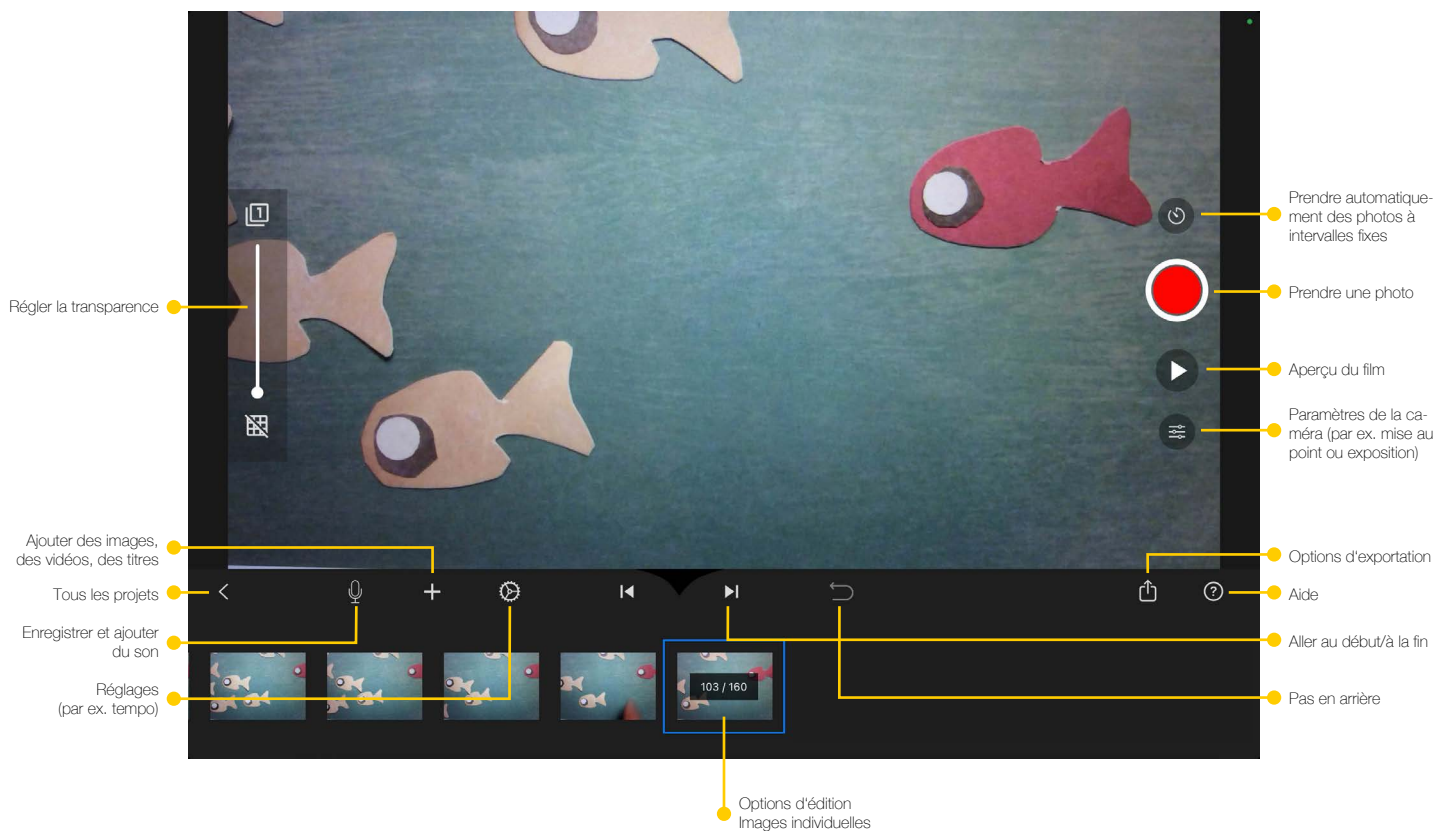 Prendre automatique-
ment des photos à
intervalles fixes
Prendre une photo
Aperçu du film
Paramètres de la ca-
méra (par ex. mise au
point ou exposition)
1
Régler la transparence
Ajouter des images,
des vidéos, des titres
Tous les projets
Enregistrer et ajouter
du son
Réglages
(par ex. tempo)
Options d'exportation
?
Aide
Aller au début/à la fin
Pas en arrière
103 / 160
Options d'édition
Images individuelles